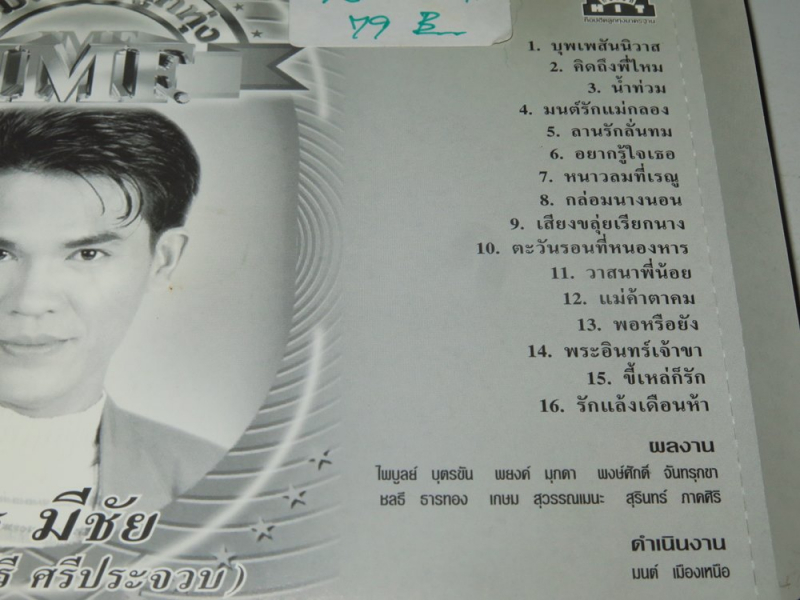 79 B
HIT
1. บุพเพสันนิวาส
2. คิดถึงพี่ไหม
3. น้ำท่วม
4. มนต์รักแม่กลอง
5. ลานรักลั่นทม
6. อยากรู้ใจเธอ
7. หนาวลมที่เรณู
8. กล่อมนางนอน
9. เสียงขลุ่ยเรียกนาง
10. ตะวันรอนที่หนองหาร
11. วาสนาพี่น้อย
12. แม่ค้าตาคม
13. พอหรือยัง
14. พระอินทร์เจ้าขา
15. ขี้เหล่ก็รัก
16. รักแล้งเดือนห้า
ผลงาน
ไพบูลย์ บุตรขัน พยงค์ มุกดา พงษ์ศักดิ์ จันทรุกขา
ชลธี ธารทอง เกษม สุวรรณเมนะ สุรินทร์ ภาคศิริ
ดำเนินงาน
มนต์ เมืองเหนือ
มีชัย
ศรีประจวบ)